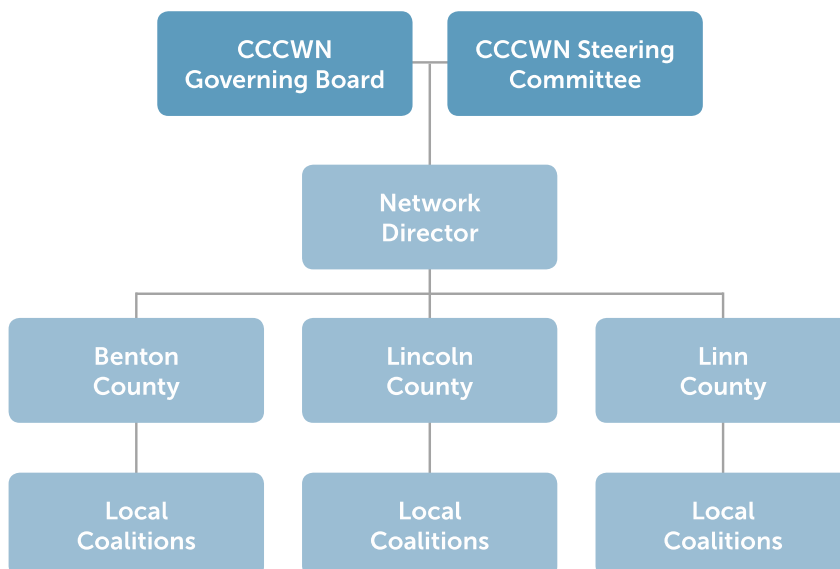 CCCWN
Governing Board
CCCWN Steering
Committee
Network
Director
Benton
County
Lincoln
County
Linn
County
Local
Coalitions
Local
Coalitions
Local
Coalitions